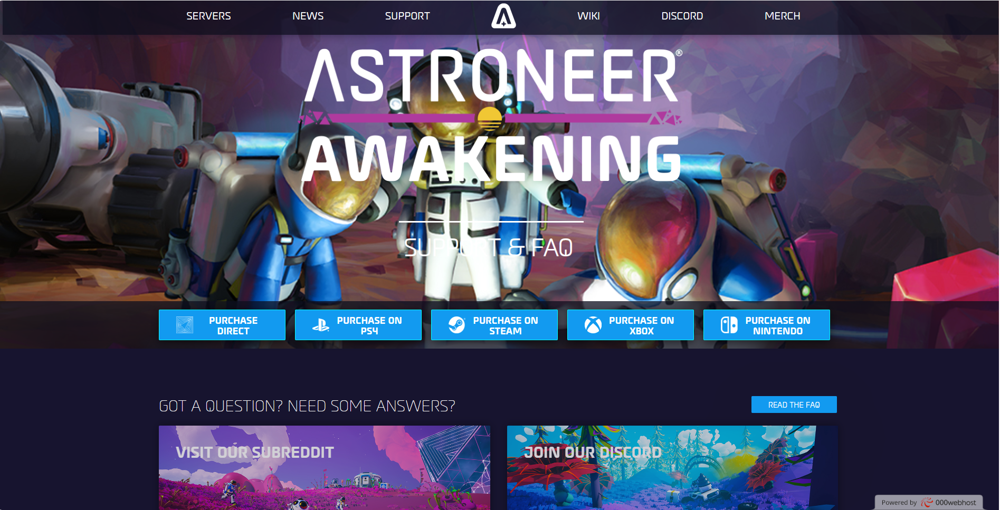 SERVERS
NEWS
SUPPORT
WIKI
DISCORD
MERCH
ASTRONEER®
AWAKENING
SUPPORT & FAQ
PURCHASE
DIRECT
PURCHASE ON
PS4
PURCHASE ON
STEAM
PURCHASE ON
XBOX
PURCHASE ON
NINTENDO
GOT A QUESTION? NEED SOME ANSWERS?
READ THE FAQ
VISIT OUR SUBREDDIT
JOIN OUR DISCORD
Powered by 000webhost